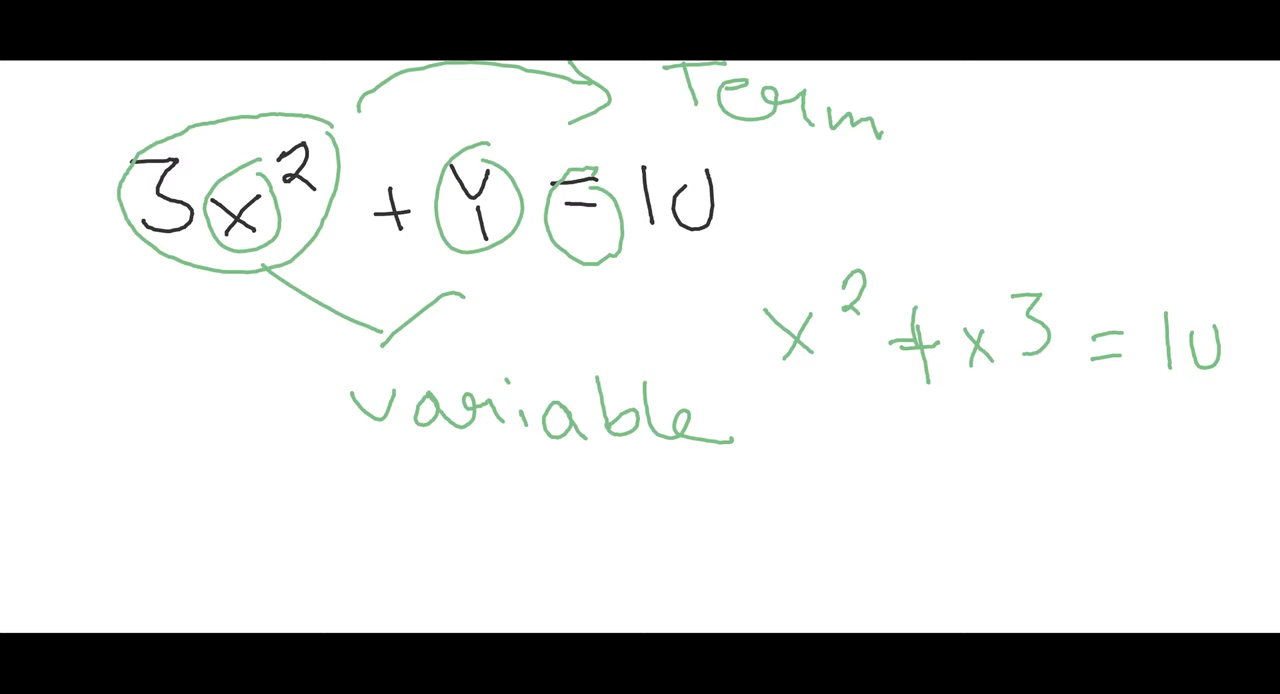 Term
3x² + y = 10
x² + x3 = 10
variable